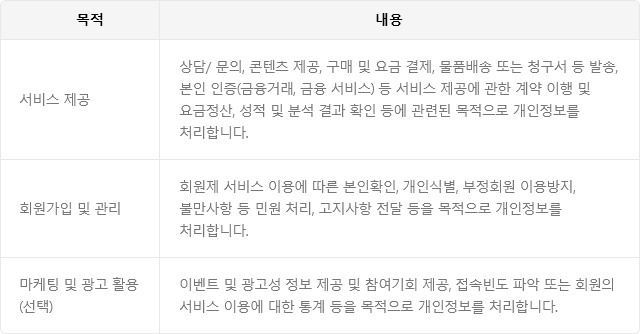 목적 내용
서비스 제공
상담/ 문의, 콘텐츠 제공, 구매 및 요금 결제, 물품배송 또는 청구서 등 발송,
본인 인증(금융거래, 금융 서비스) 등 서비스 제공에 관한 계약 이행 및
요금정산, 성적 및 분석 결과 확인 등에 관련된 목적으로 개인정보를
처리합니다.
회원가입 및 관리
회원제 서비스 이용에 따른 본인확인, 개인식별, 부정회원 이용방지,
불만사항 등 민원 처리, 고지사항 전달 등을 목적으로 개인정보를
처리합니다.
마케팅 및 광고 활용
(선택)
이벤트 및 광고성 정보 제공 및 참여기회 제공, 접속빈도 파악 또는 회원의
서비스 이용에 대한 통계 등을 목적으로 개인정보를 처리합니다.